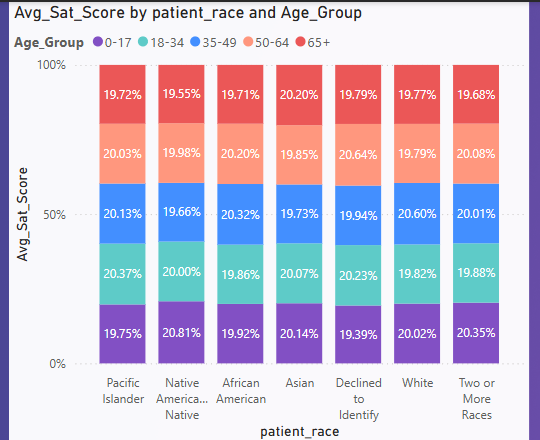 Avg_Sat_Score by patient_race and Age_Group
Age_Group 0-17 18-34 35-49 50-64 65+
100%
19.72% 19.55% 19.71% 20.20% 19.79% 19.77% 19.68%
20.03% 19.98% 20.20% 19.85% 20.64% 19.79% 20.08%
Avg_Sat_Score
50%
20.13% 19.66% 20.32% 19.73% 19.94% 20.60% 20.01%
20.37% 20.00% 19.86% 20.07% 20.23% 19.82% 19.88%
19.75% 20.81% 19.92% 20.14% 19.39% 20.02% 20.35%
0%
Pacific Native African Asian Declined White Two or
Islander America... American to More
Native Identify Races
patient_race